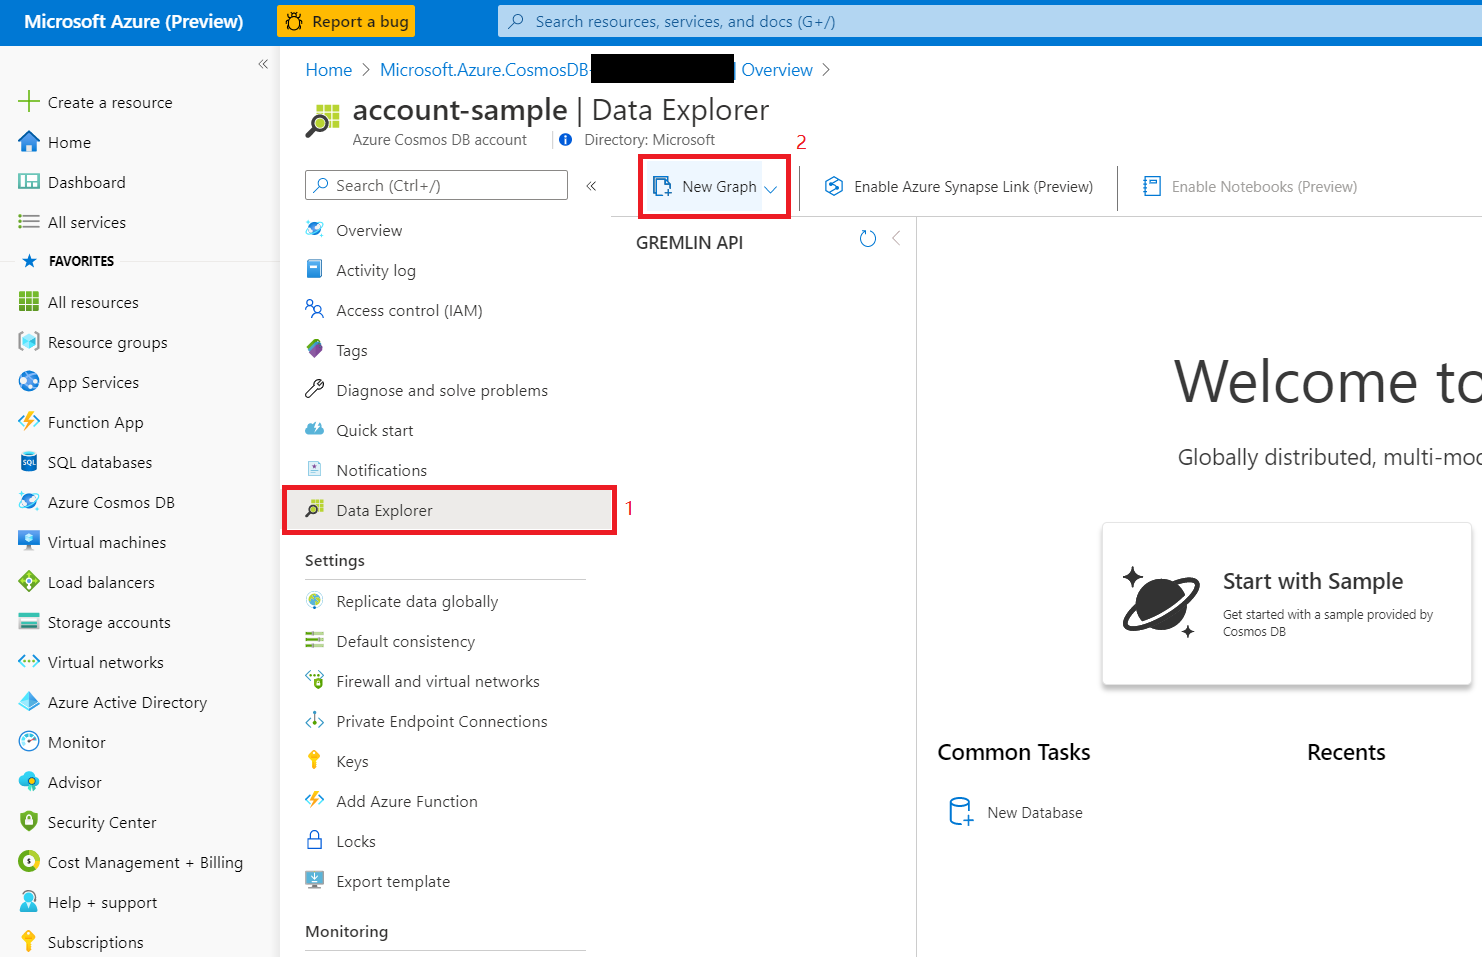 Microsoft Azure (Preview)
Report a bug
Search resources, services, and docs (G+/)
«
Create a resource
Home
Dashboard
All services
FAVORITES
All resources
Resource groups
App Services
Function App
SQL databases
Azure Cosmos DB
Virtual machines
Load balancers
Storage accounts
Virtual networks
Azure Active Directory
Monitor
Advisor
Security Center
Cost Management + Billing
Help + support
Subscriptions
Home > Microsoft.Azure.CosmosDB- | Overview >
account-sample | Data Explorer
Azure Cosmos DB account
Directory: Microsoft
Search (Ctrl+/)
«
Overview
Activity log
Access control (IAM)
Tags
Diagnose and solve problems
Quick start
Notifications
Data Explorer
1
Settings
Replicate data globally
Default consistency
Firewall and virtual networks
Private Endpoint Connections
Keys
Add Azure Function
Locks
Export template
Monitoring
2
New Graph
Enable Azure Synapse Link (Preview)
Enable Notebooks (Preview)
GREMLIN API
Welcome to
Globally distributed, multi-mod
Start with Sample
Get started with a sample provided by
Cosmos DB
Common Tasks
New Database
Recents